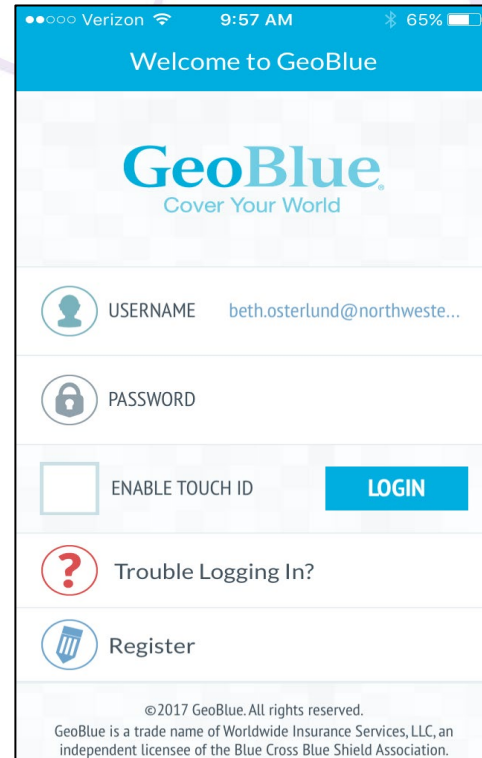 ●●○○○ Verizon 9:57 AM 65%
Welcome to GeoBlue
GeoBlue®
Cover Your World
USERNAME beth.osterlund@northweste...
PASSWORD
ENABLE TOUCH ID LOGIN
? Trouble Logging In?
Register
©2017 GeoBlue. All rights reserved.
GeoBlue is a trade name of Worldwide Insurance Services, LLC, an
independent licensee of the Blue Cross Blue Shield Association.